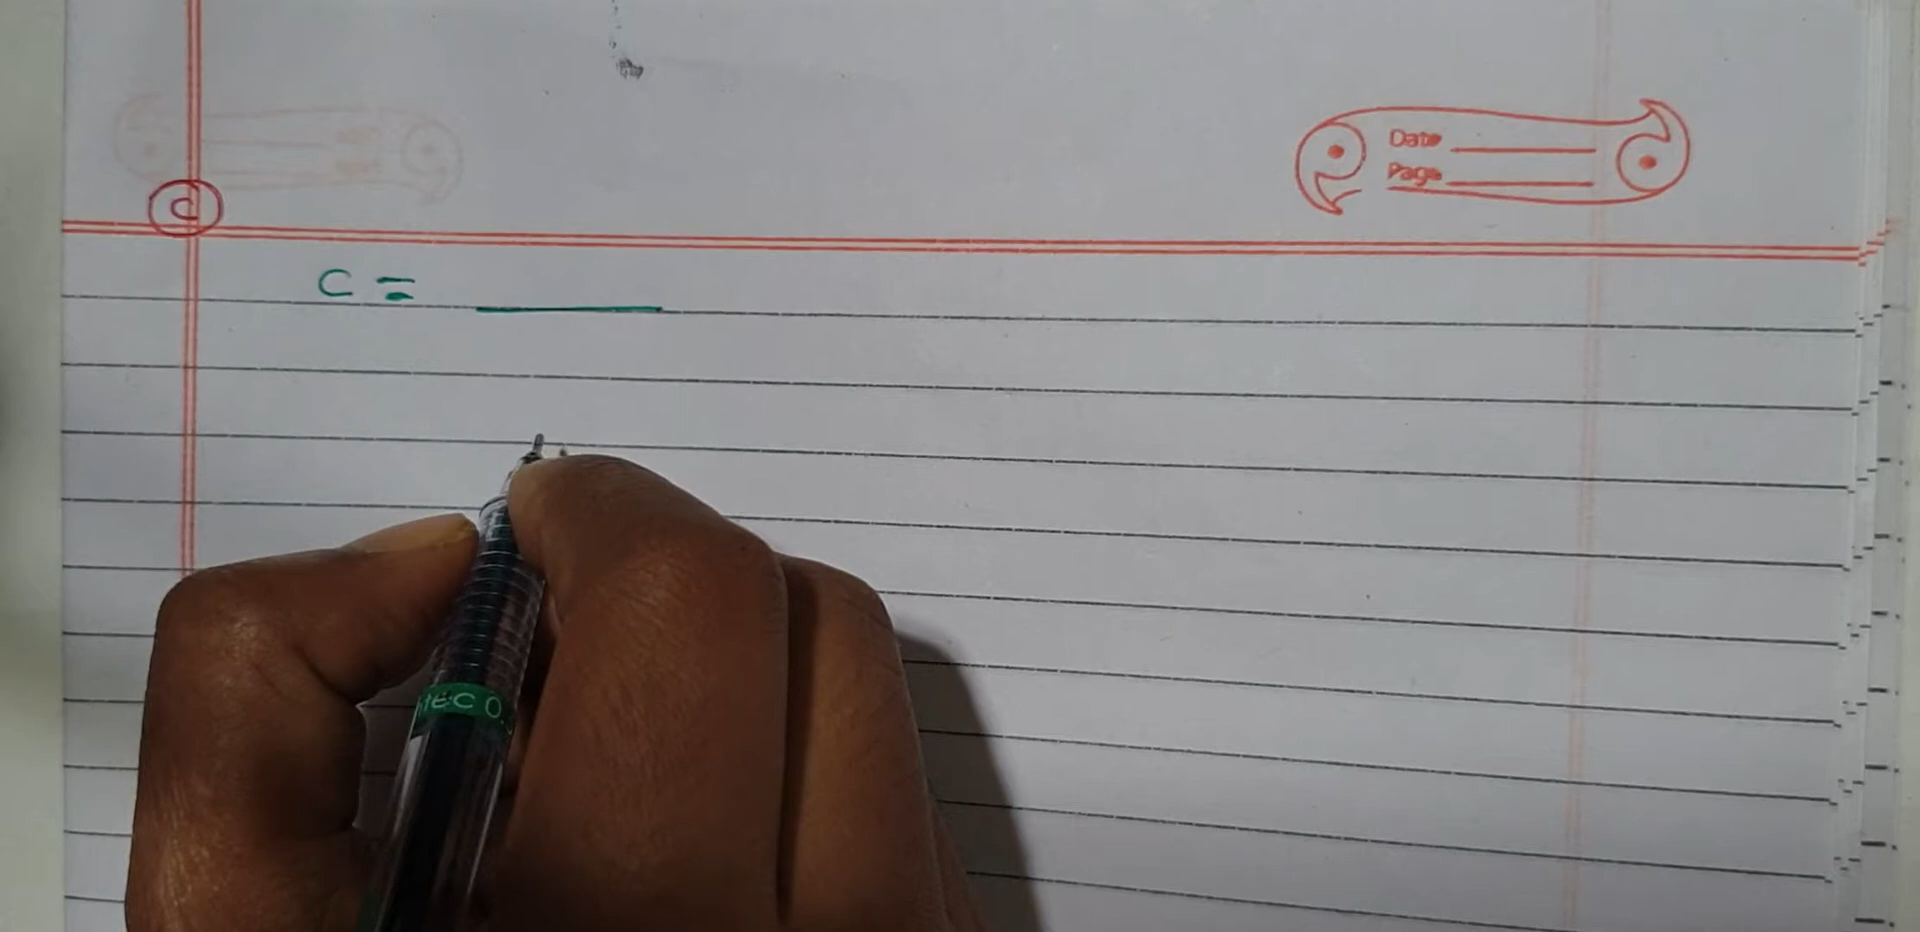 Date
Page
C
C =